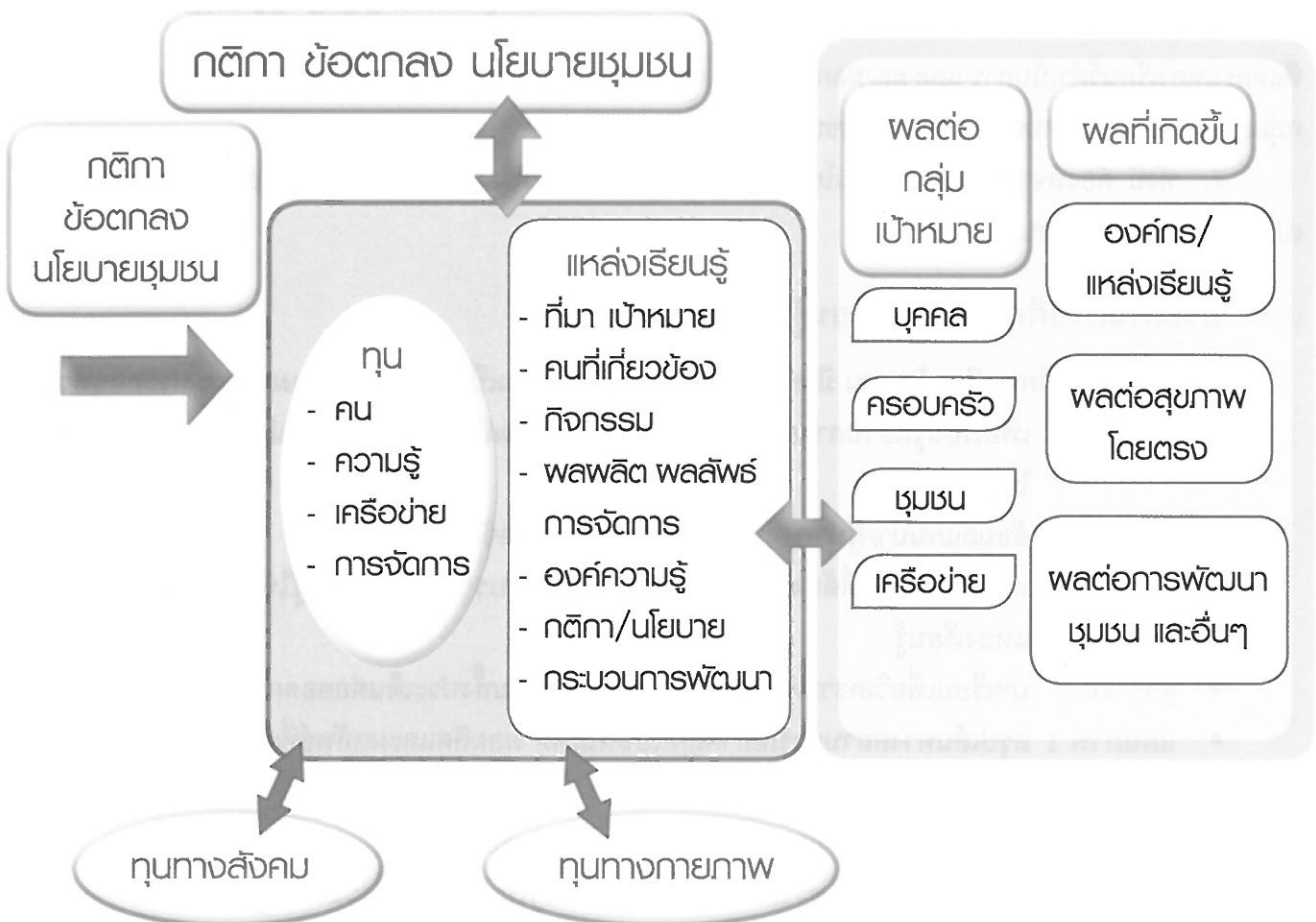 กติกา ข้อตกลง นโยบายชุมชน
กติกา
ข้อตกลง
นโยบายชุมชน
ทุน
- คน
- ความรู้
- เครือข่าย
- การจัดการ
แหล่งเรียนรู้
- ที่มา เป้าหมาย
- คนที่เกี่ยวข้อง
- กิจกรรม
- ผลผลิต ผลลัพธ์
การจัดการ
- องค์ความรู้
- กติกา/นโยบาย
- กระบวนการพัฒนา
ทุนทางสังคม
ทุนทางกายภาพ
ผลต่อ
กลุ่ม
เป้าหมาย
บุคคล
ครอบครัว
ชุมชน
เครือข่าย
ผลที่เกิดขึ้น
องค์กร/
แหล่งเรียนรู้
ผลต่อสุขภาพ
โดยตรง
ผลต่อการพัฒนา
ชุมชน และอื่นๆ